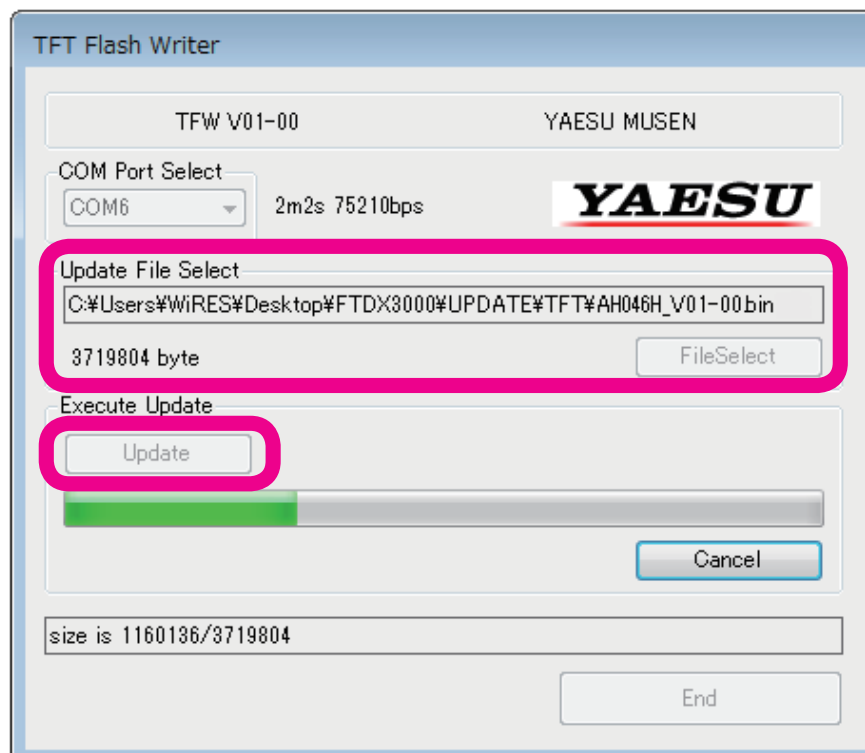 TFT Flash Writer
TFW V01-00 YAESU MUSEN
COM Port Select
COM6 2m2s 75210bps YAESU
Update File Select
C:¥Users¥WiRES¥Desktop¥FTDX3000¥UPDATE¥TFT¥AH046H_V01-00.bin
3719804 byte FileSelect
Execute Update
Update
Cancel
size is 1160136/3719804
End